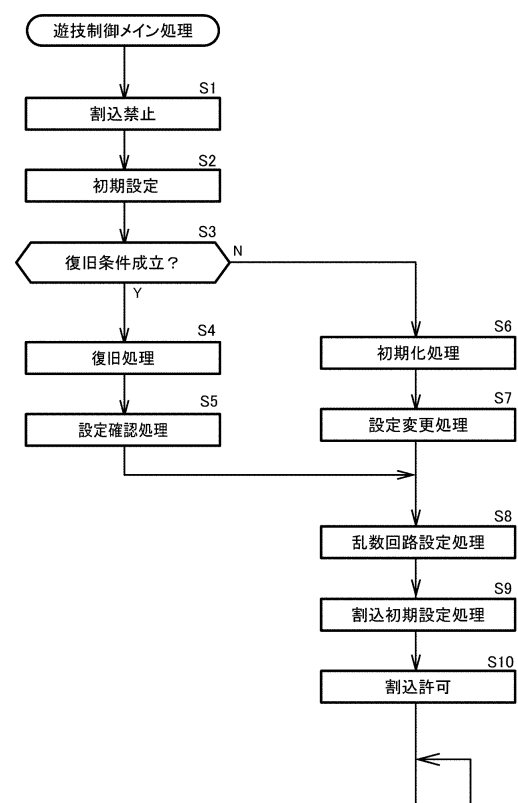 遊技制御メイン処理
S1
割込禁止
S2
初期設定
S3
復旧条件成立？
N
Y
S4
復旧処理
S5
設定確認処理
S6
初期化処理
S7
設定変更処理
S8
乱数回路設定処理
S9
割込初期設定処理
S10
割込許可